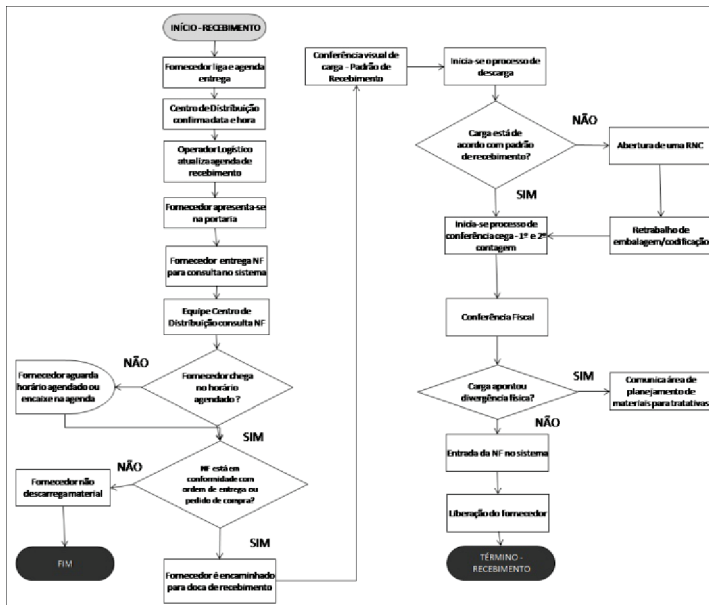 INÍCIO - RECEBIMENTO
Fornecedor liga e agenda
entrega
Centro de Distribuição
confirma data e hora
Operador Logístico
atualiza agenda de
recebimento
Fornecedor apresenta-se
na portaria
Fornecedor entrega NF
para consulta no sistema
Equipe Centro de
Distribuição consulta NF
Fornecedor chega
no horário
agendado ?
NÃO
Fornecedor aguarda
horário agendado ou
encaixe na agenda
SIM
NF está em
conformidade com
ordem de entrega ou
pedido de compra?
NÃO
Fornecedor não
descarrega material
FIM
SIM
Fornecedor é encaminhado
para doca de recebimento
Conferência visual de
carga - Padrão de
Recebimento
Inicia-se o processo de
descarga
Carga está de
acordo com padrão
de recebimento?
NÃO
Abertura de uma RNC
Retrabalho de
embalagem/codificação
SIM
Inicia-se processo de
conferência cega - 1ª e 2ª
contagem
Conferência Fiscal
Carga apontou
divergência física?
SIM
Comunica área de
planejamento de
materiais para tratativas
NÃO
Entrada da NF no sistema
Liberação do fornecedor
TÉRMINO -
RECEBIMENTO